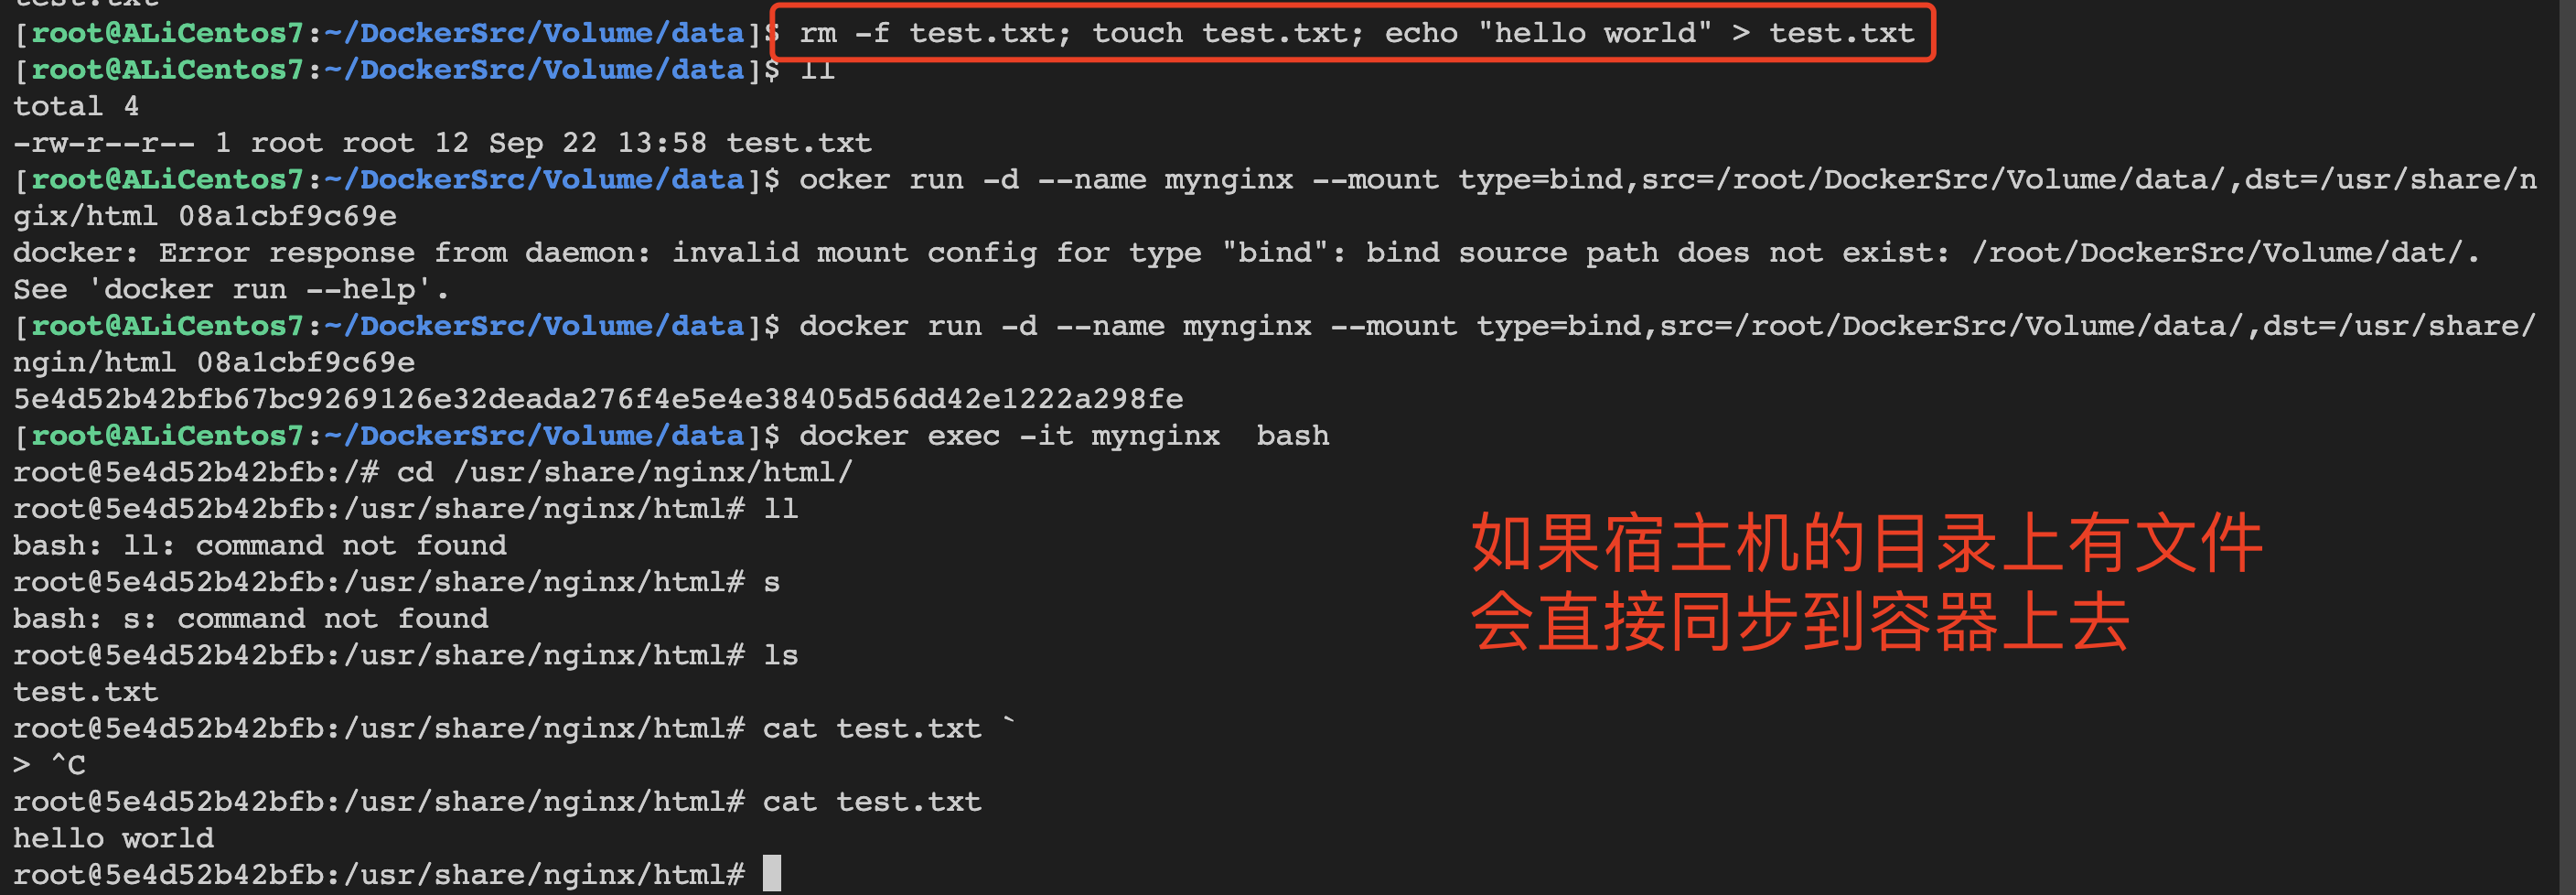 test.txt
[root@ALiCentos7:~/DockerSrc/Volume/data]$ rm -f test.txt; touch test.txt; echo "hello world" > test.txt
[root@ALiCentos7:~/DockerSrc/Volume/data]$ ll
total 4
-rw-r--r-- 1 root root 12 Sep 22 13:58 test.txt
[root@ALiCentos7:~/DockerSrc/Volume/data]$ ocker run -d --name mynginx --mount type=bind,src=/root/DockerSrc/Volume/data/,dst=/usr/share/n
gix/html 08a1cbf9c69e
docker: Error response from daemon: invalid mount config for type "bind": bind source path does not exist: /root/DockerSrc/Volume/dat/.
See 'docker run --help'.
[root@ALiCentos7:~/DockerSrc/Volume/data]$ docker run -d --name mynginx --mount type=bind,src=/root/DockerSrc/Volume/data/,dst=/usr/share/
ngin/html 08a1cbf9c69e
5e4d52b42bfb67bc9269126e32deada276f4e5e4e38405d56dd42e1222a298fe
[root@ALiCentos7:~/DockerSrc/Volume/data]$ docker exec -it mynginx  bash
root@5e4d52b42bfb:/# cd /usr/share/nginx/html/
root@5e4d52b42bfb:/usr/share/nginx/html# ll
bash: ll: command not found
root@5e4d52b42bfb:/usr/share/nginx/html# s
bash: s: command not found
root@5e4d52b42bfb:/usr/share/nginx/html# ls
test.txt
root@5e4d52b42bfb:/usr/share/nginx/html# cat test.txt `
> ^C
root@5e4d52b42bfb:/usr/share/nginx/html# cat test.txt
hello world
root@5e4d52b42bfb:/usr/share/nginx/html#
如果宿主机的目录上有文件
会直接同步到容器上去